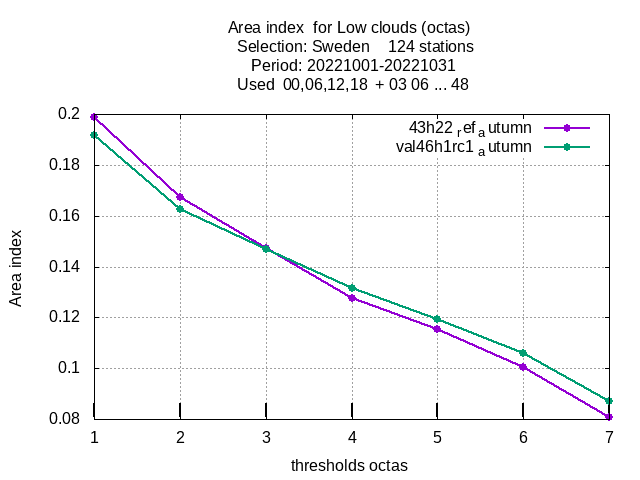 Area index for Low clouds (octas)
Selection: Sweden 124 stations
Period: 20221001-20221031
Used 00,06,12,18 + 03 06 ... 48
43h22 ref a utumn
val46h1rc1 a utumn
0.2
0.18
0.16
0.14
0.12
0.1
0.08
Area index
1 2 3 4 5 6 7
thresholds octas